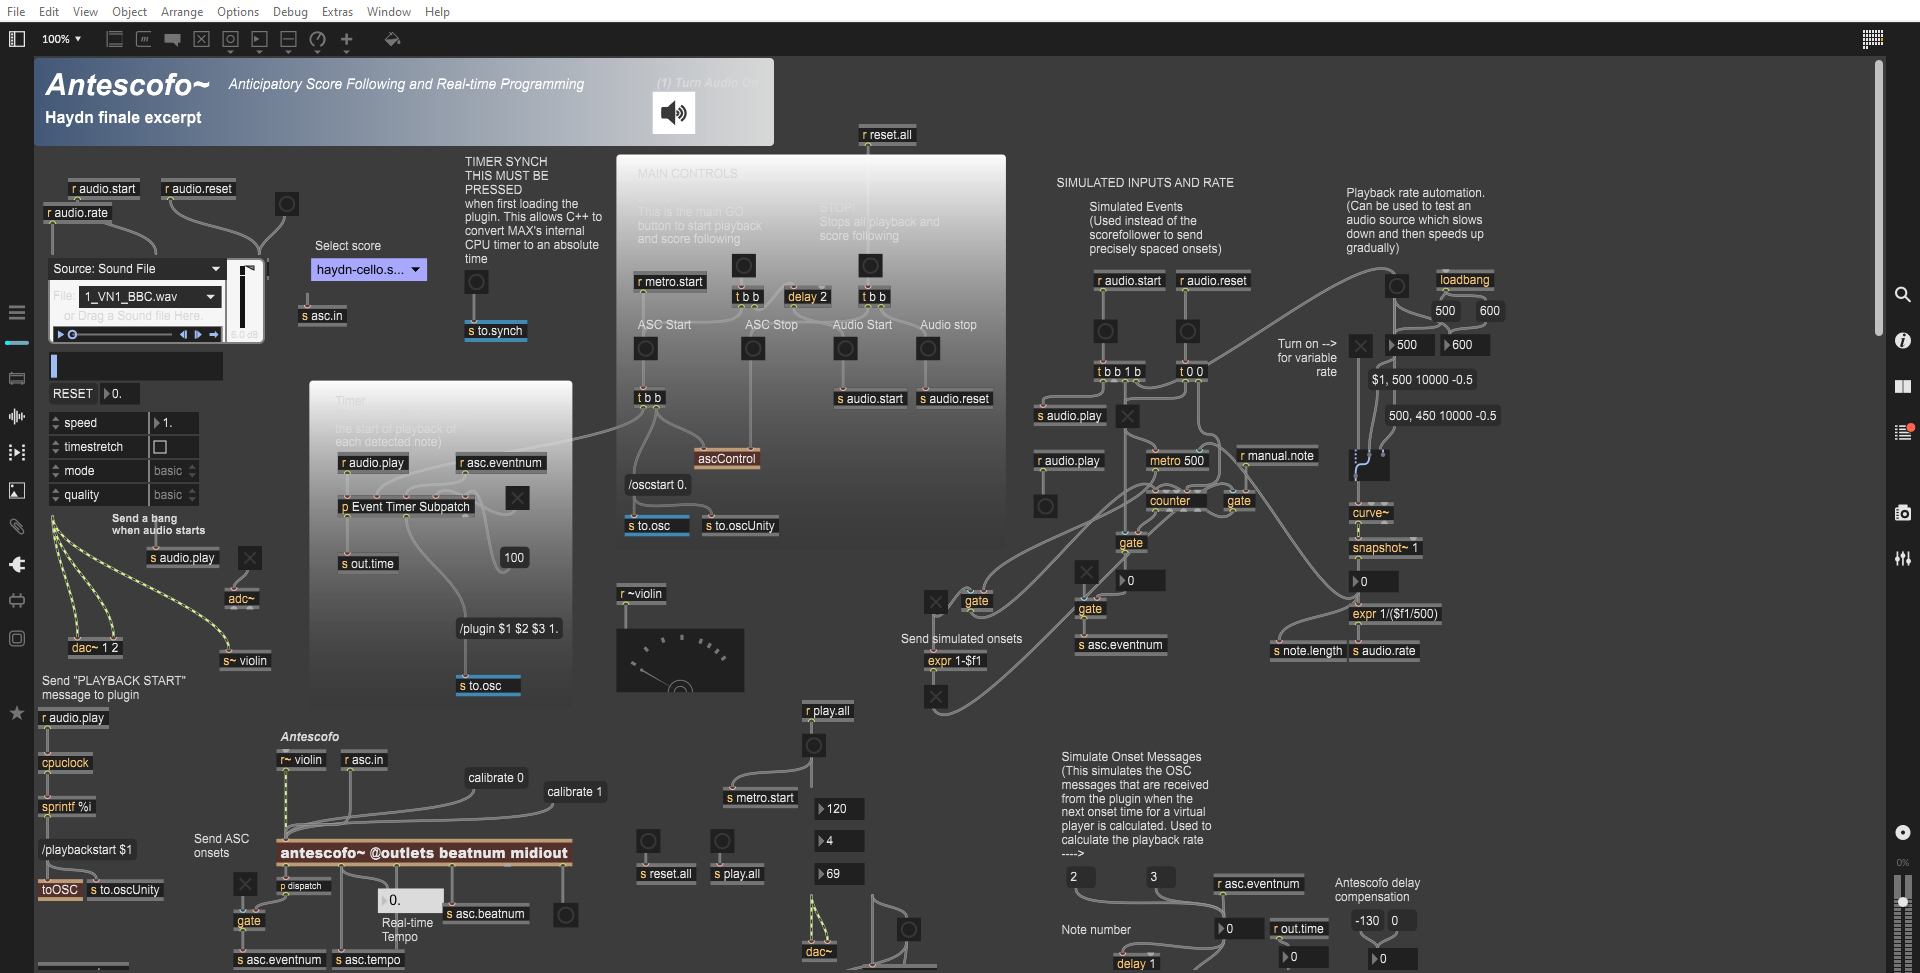 File Edit View Object Arrange Options Debug Extras Window Help
100%
Antescofo~ Anticipatory Score Following and Real-time Programming
(1) Turn Audio On
Haydn finale excerpt
r reset.all
r audio.start
r audio.reset
r audio.rate
Select score
haydn-cello.s...
s asc.in
Source: Sound File
File: 1_VN1_BBC.wav
or Drag a Sound file Here.
RESET
0.
speed
1.
timestretch
mode
basic
quality
basic
Send a bang
when audio starts
s audio.play
adc~
dac~ 1 2
s~ violin
TIMER SYNCH
THIS MUST BE
PRESSED
when first loading the
plugin. This allows C++ to
convert MAX's internal
CPU timer to an absolute
time
s to.synch
MAIN CONTROLS
This is the main GO
button to start playback
and score following
STOP!
Stops all playback and
score following
r metro.start
t b b
delay 2
t b b
ASC Start
ASC Stop
Audio Start
Audio stop
t b b
s audio.start
s audio.reset
ascControl
/oscstart 0.
s to.osc
s to.oscUnity
Timer
the start of playback of
each detected note)
r audio.play
r asc.eventnum
p Event Timer Subpatch
s out.time
100
/plugin $1 $2 $3 1.
s to.osc
r ~violin
SIMULATED INPUTS AND RATE
Simulated Events
(Used instead of the
scorefollower to send
precisely spaced onsets)
r audio.start
r audio.reset
t b b 1 b
t 0 0
s audio.play
r audio.play
metro 500
r manual.note
counter
gate
gate
0
gate
gate
s asc.eventnum
Send simulated onsets
expr 1-$f1
Playback rate automation.
(Can be used to test an
audio source which slows
down and then speeds up
gradually)
loadbang
500
600
Turn on -->
for variable
rate
500
600
$1, 500 10000 -0.5
500, 450 10000 -0.5
curve~
snapshot~ 1
0
expr 1/($f1/500)
s note.length
s audio.rate
Send "PLAYBACK START"
message to plugin
r audio.play
cpuclock
sprintf %i
/playbackstart $1
toOSC
s to.oscUnity
Antescofo
r~ violin
r asc.in
calibrate 0
calibrate 1
Send ASC
onsets
antescofo~ @outlets beatnum midiout
p dispatch
gate
0.
Real-time
Tempo
s asc.beatnum
s asc.eventnum
s asc.tempo
r play.all
s metro.start
120
4
69
s reset.all
s play.all
dac~
Simulate Onset Messages
(This simulates the OSC
messages that are received
from the plugin when the
next onset time for a virtual
player is calculated. Used to
calculate the playback rate
---->
2
3
r asc.eventnum
Antescofo delay
compensation
-130
0
Note number
0
r out.time
delay 1
0
0
0%